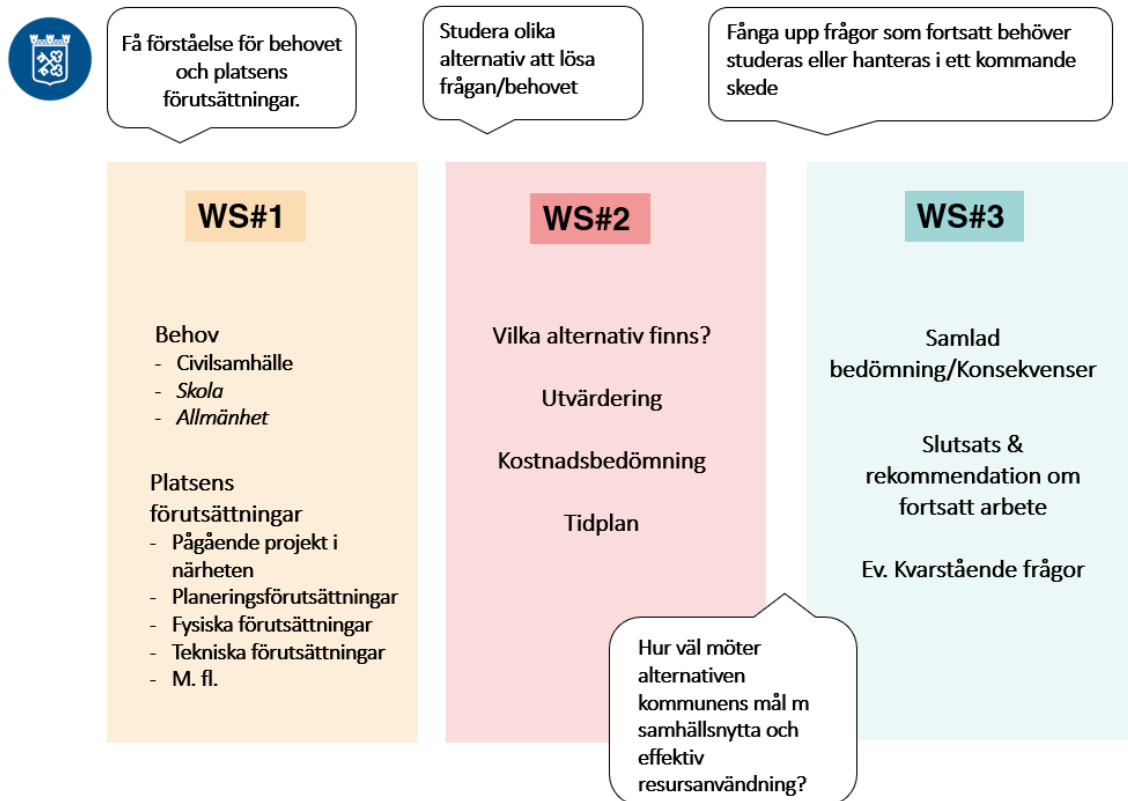 Få förståelse för behovet
och platsens
förutsättningar.
Studera olika
alternativ att lösa
frågan/behovet
Fånga upp frågor som fortsatt behöver
studeras eller hanteras i ett kommande
skede
WS#1
Behov
- Civilsamhälle
- Skola
- Allmänhet
Platsens
förutsättningar
- Pågående projekt i
närheten
- Planeringsförutsättningar
- Fysiska förutsättningar
- Tekniska förutsättningar
- M. fl.
WS#2
Vilka alternativ finns?
Utvärdering
Kostnadsbedömning
Tidplan
Hur väl möter
alternativen
kommunens mål m
samhällsnytta och
effektiv
resursanvändning?
WS#3
Samlad
bedömning/Konsekvenser
Slutsats &
rekommendation om
fortsatt arbete
Ev. Kvarstående frågor